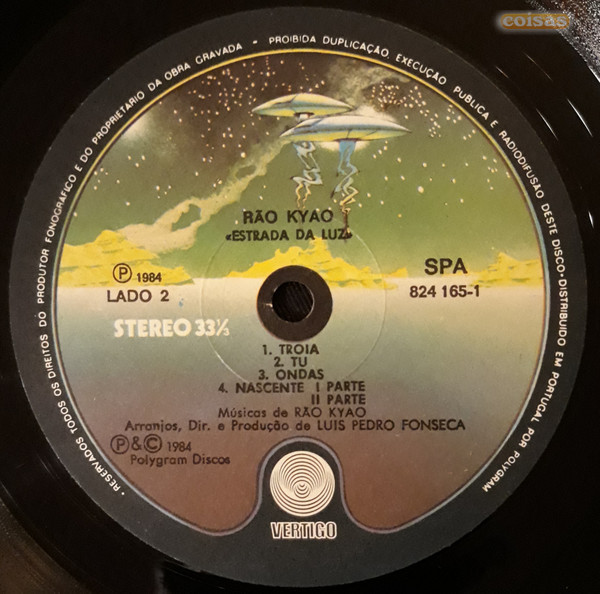 coisas
• RESERVADOS TODOS OS DIREITOS DO PRODUTOR FONOGRÁFICO E DO PROPRIETÁRIO DA OBRA GRAVADA - PROIBIDA DUPLICAÇÃO, EXECUÇÃO PÚBLICA E RADIODIFUSÃO DESTE DISCO - DISTRIBUIDO EM PORTUGAL POR POLYGRAM
RÃO KYAO
«ESTRADA DA LUZ»
Ⓟ 1984
LADO 2
SPA
824 165-1
STEREO 33⅓
1. TROIA
2. TU
3. ONDAS
4. NASCENTE I PARTE
II PARTE
Músicas de RÃO KYAO
Arranjos, Dir. e Produção de LUIS PEDRO FONSECA
Ⓟ&© 1984
Polygram Discos
VERTIGO